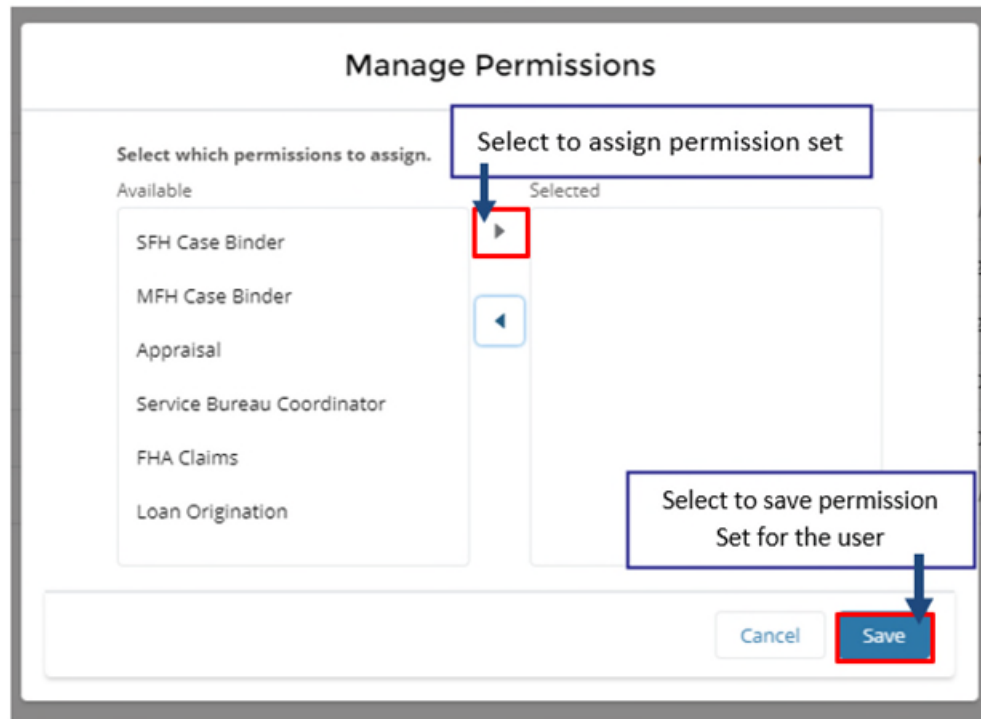 Manage Permissions
Select to assign permission set
Select which permissions to assign.
Available
Selected
SFH Case Binder
MFH Case Binder
Appraisal
Service Bureau Coordinator
FHA Claims
Loan Origination
Select to save permission
Set for the user
Cancel
Save